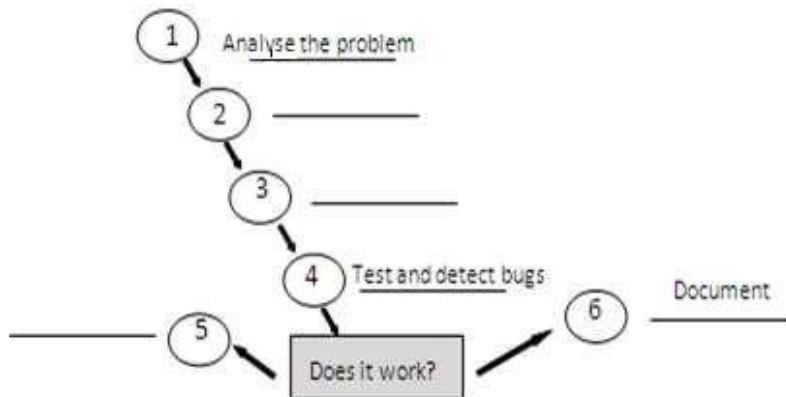 1
Analyse the problem
2
3
4
Test and detect bugs
5
6
Document
Does it work?